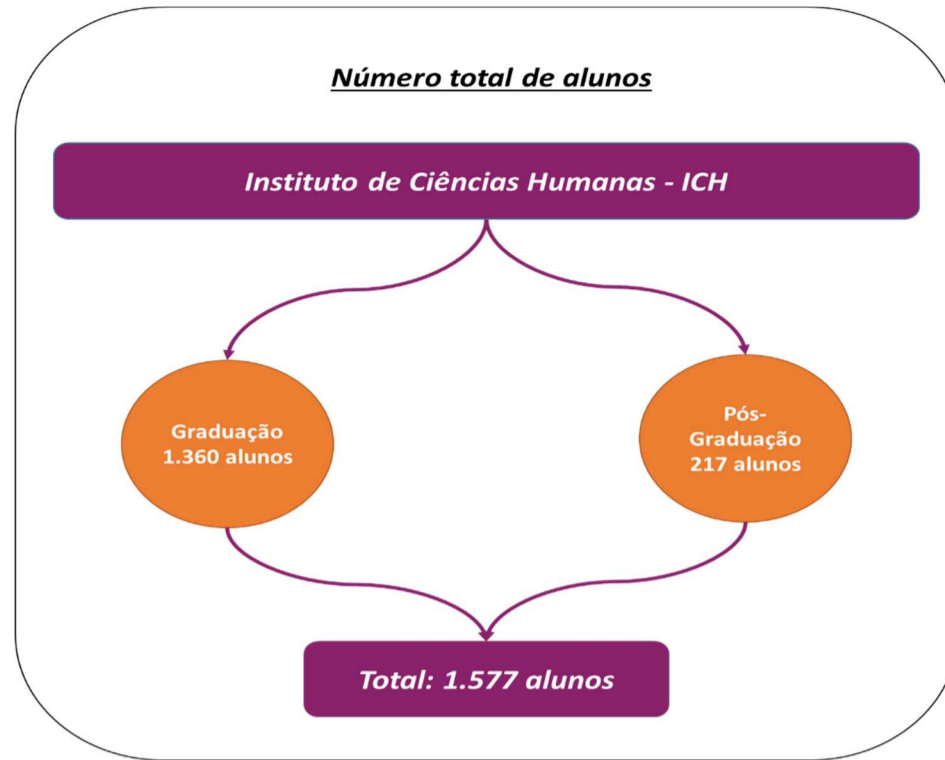 Número total de alunos
Instituto de Ciências Humanas - ICH
Graduação
1.360 alunos
Pós-
Graduação
217 alunos
Total: 1.577 alunos